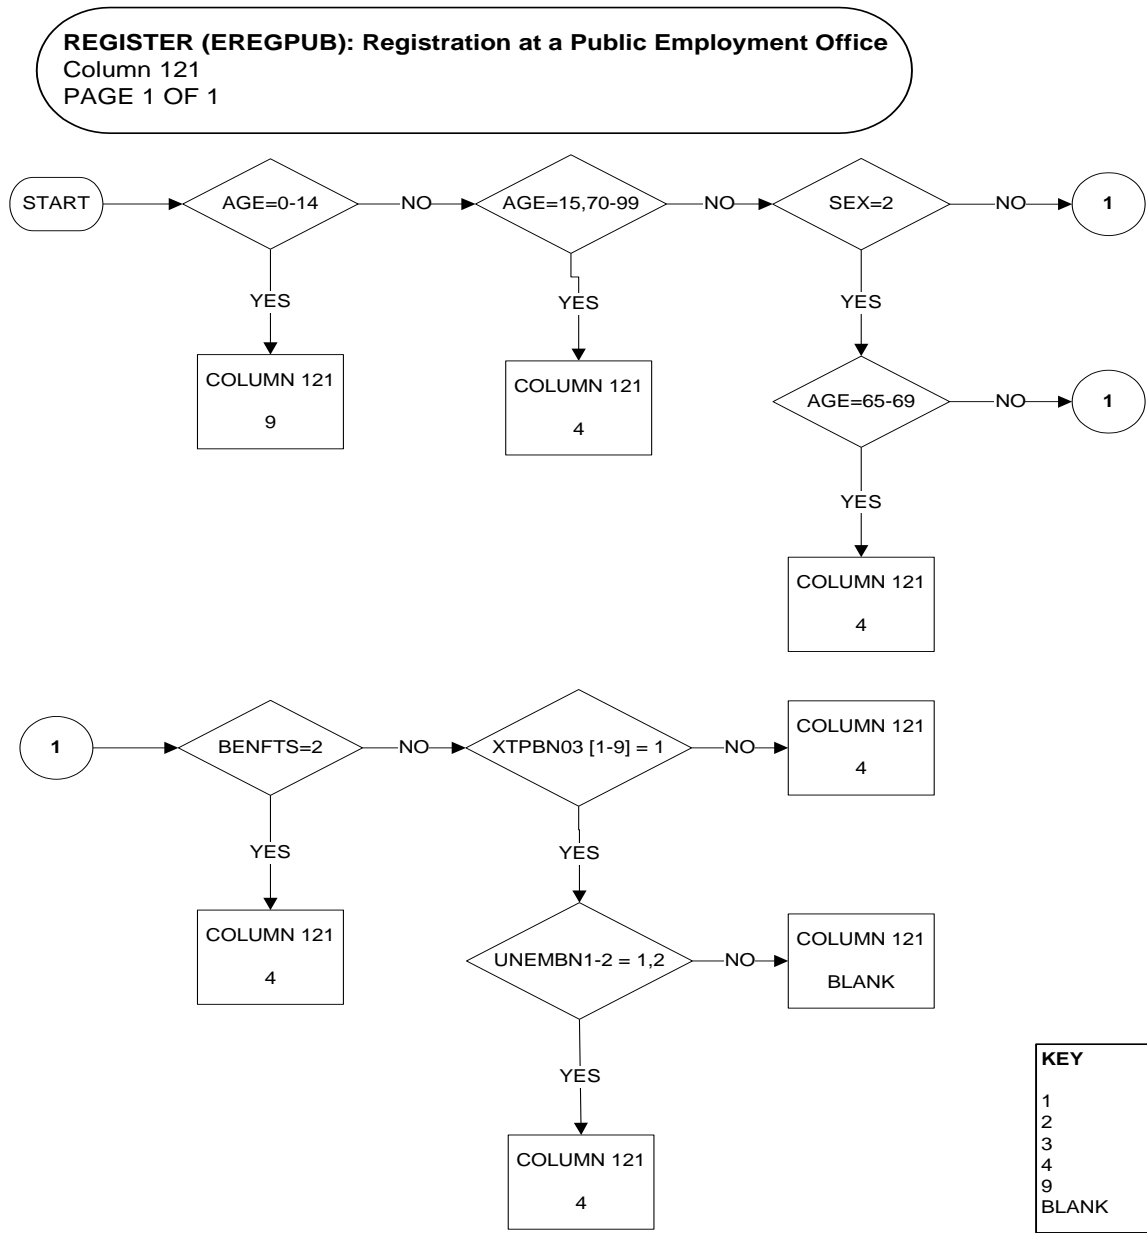 REGISTER (EREGPUB): Registration at a Public Employment Office
Column 121
PAGE 1 OF 1
START
AGE=0-14
NO
AGE=15,70-99
NO
SEX=2
NO
1
YES
YES
YES
COLUMN 121
9
COLUMN 121
4
AGE=65-69
NO
1
YES
COLUMN 121
4
1
BENFTS=2
NO
XTPBN03 [1-9] = 1
NO
COLUMN 121
4
YES
YES
COLUMN 121
4
UNEMBN1-2 = 1,2
NO
COLUMN 121
BLANK
YES
COLUMN 121
4
KEY
1
2
3
4
9
BLANK